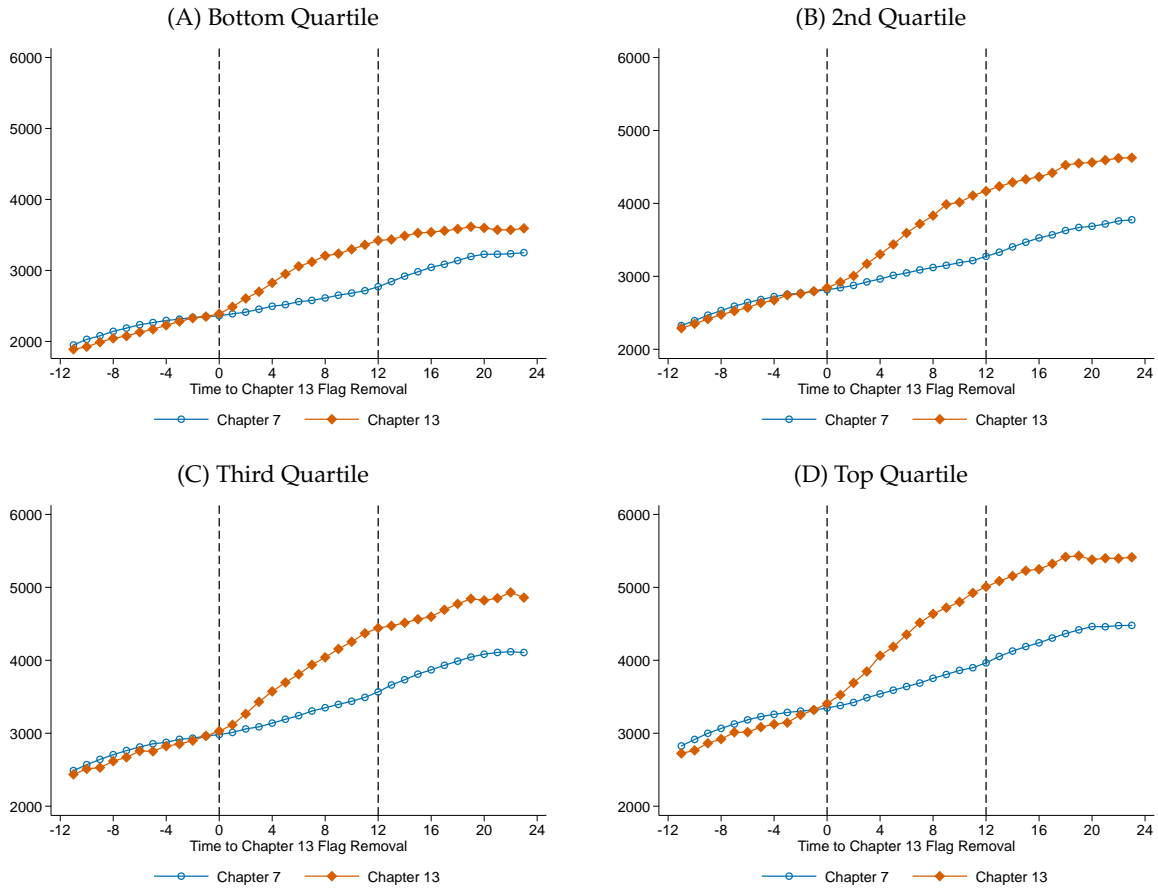 (A) Bottom Quartile
6000
5000
4000
3000
2000
-12 -8 -4 0 4 8 12 16 20 24
Time to Chapter 13 Flag Removal
Chapter 7 Chapter 13
(B) 2nd Quartile
6000
5000
4000
3000
2000
-12 -8 -4 0 4 8 12 16 20 24
Time to Chapter 13 Flag Removal
Chapter 7 Chapter 13
(C) Third Quartile
6000
5000
4000
3000
2000
-12 -8 -4 0 4 8 12 16 20 24
Time to Chapter 13 Flag Removal
Chapter 7 Chapter 13
(D) Top Quartile
6000
5000
4000
3000
2000
-12 -8 -4 0 4 8 12 16 20 24
Time to Chapter 13 Flag Removal
Chapter 7 Chapter 13